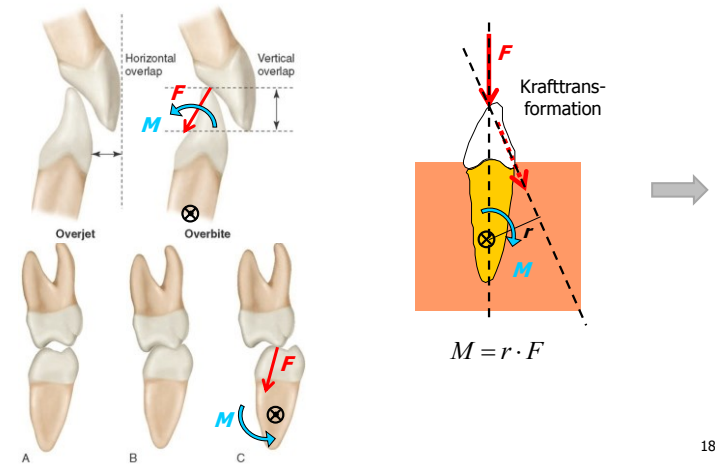 Horizontal
overlap
Vertical
overlap
F
M
Overjet
Overbite
A
B
C
F
M
F
Krafttrans-
formation
r
M
M = r · F
18